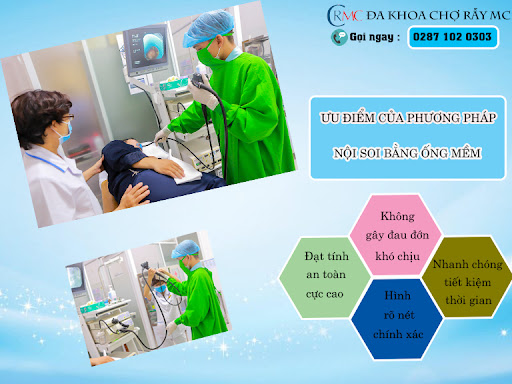 CRMC ĐA KHOA CHỢ RẪY MC
Gọi ngay : 0287 102 0303
ƯU ĐIỂM CỦA PHƯƠNG PHÁP
NỘI SOI BẰNG ỐNG MỀM
Không
gây đau đớn
khó chịu
Đạt tính
an toàn
cực cao
Nhanh chóng
tiết kiệm
thời gian
Hình
rõ nét
chính xác